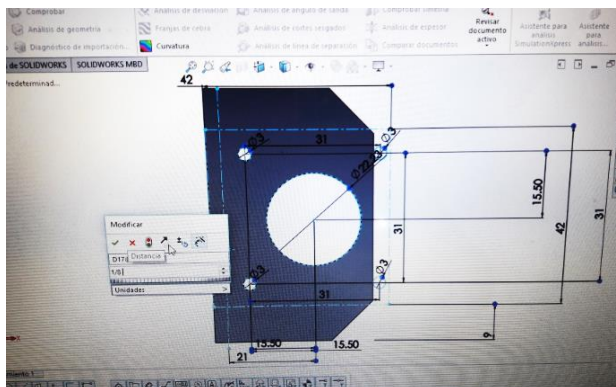 Comprobar
Análisis de desviación
Análisis de ángulo de salida
Comprobar simetría
Análisis de geometría
Franjas de cebra
Análisis de cortes sesgados
Análisis de espesor
Diagnóstico de importación...
Curvatura
Análisis de línea de separación
Comparar documentos
Revisar documento activo
Asistente para análisis SimulationXpress
Asistente para análisis...
de SOLIDWORKS
SOLIDWORKS MBD
Predeterminad...
42
Ø3
31
Ø3
15.50
31
42
31
Modificar
Distancia
1/8
Unidades
Ø3
31
Ø3
9
15.50
15.50
21